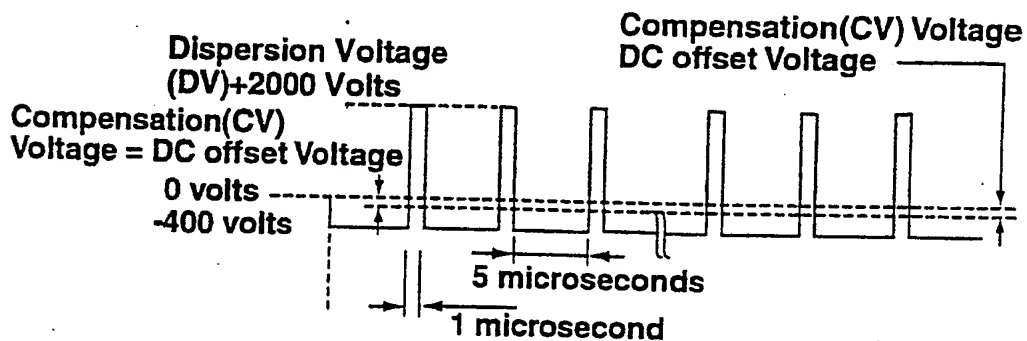 Compensation(CV) Voltage
DC offset Voltage
Dispersion Voltage
(DV)+2000 Volts
Compensation(CV)
Voltage = DC offset Voltage
0 volts
-400 volts
5 microseconds
1 microsecond